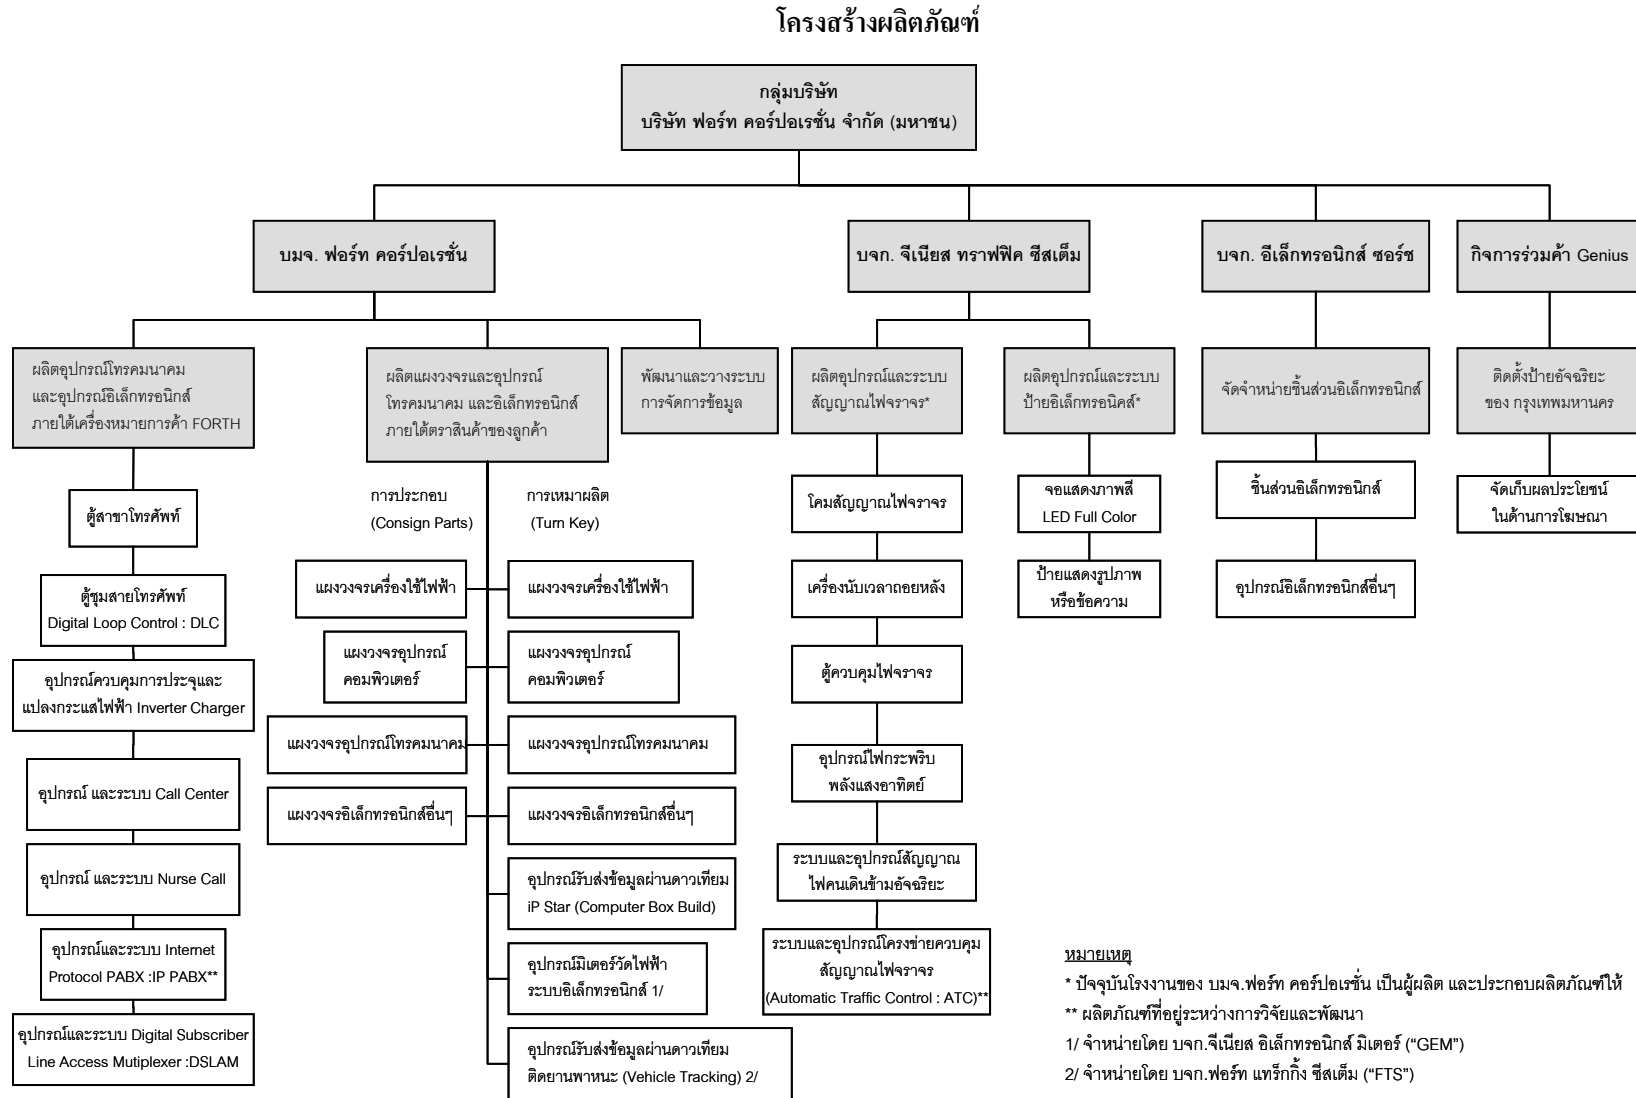 โครงสร้างผลิตภัณฑ์
กลุ่มบริษัท
บริษัท ฟอร์ท คอร์ปอเรชั่น จำกัด (มหาชน)
บมจ. ฟอร์ท คอร์ปอเรชั่น
บจก. จีเนียส ทราฟฟิค ซีสเต็ม
บจก. อีเล็กทรอนิกส์ ซอร์ซ
กิจการร่วมค้า Genius
ผลิตอุปกรณ์โทรคมนาคม
และอุปกรณ์อิเล็กทรอนิกส์
ภายใต้เครื่องหมายการค้า FORTH
ผลิตแผงวงจรและอุปกรณ์
โทรคมนาคม และอิเล็กทรอนิกส์
ภายใต้ตราสินค้าของลูกค้า
พัฒนาและวางระบบ
การจัดการข้อมูล
ผลิตอุปกรณ์และระบบ
สัญญาณไฟจราจร*
ผลิตอุปกรณ์และระบบ
ป้ายอิเล็กทรอนิคส์*
จัดจำหน่ายชิ้นส่วนอิเล็กทรอนิกส์
ติดตั้งป้ายอัจฉริยะ
ของ กรุงเทพมหานคร
ตู้สาขาโทรศัพท์
ตู้ชุมสายโทรศัพท์
Digital Loop Control : DLC
อุปกรณ์ควบคุมการประจุและ
แปลงกระแสไฟฟ้า Inverter Charger
อุปกรณ์ และระบบ Call Center
อุปกรณ์ และระบบ Nurse Call
อุปกรณ์และระบบ Internet
Protocol PABX :IP PABX**
อุปกรณ์และระบบ Digital Subscriber
Line Access Mutiplexer :DSLAM
การประกอบ
(Consign Parts)
แผงวงจรเครื่องใช้ไฟฟ้า
แผงวงจรอุปกรณ์
คอมพิวเตอร์
แผงวงจรอุปกรณ์โทรคมนาคม
แผงวงจรอิเล็กทรอนิกส์อื่นๆ
การเหมาผลิต
(Turn Key)
แผงวงจรเครื่องใช้ไฟฟ้า
แผงวงจรอุปกรณ์
คอมพิวเตอร์
แผงวงจรอุปกรณ์โทรคมนาคม
แผงวงจรอิเล็กทรอนิกส์อื่นๆ
อุปกรณ์รับส่งข้อมูลผ่านดาวเทียม
iP Star (Computer Box Build)
อุปกรณ์มิเตอร์วัดไฟฟ้า
ระบบอิเล็กทรอนิกส์ 1/
อุปกรณ์รับส่งข้อมูลผ่านดาวเทียม
ติดยานพาหนะ (Vehicle Tracking) 2/
โคมสัญญาณไฟจราจร
เครื่องนับเวลาถอยหลัง
ตู้ควบคุมไฟจราจร
อุปกรณ์ไฟกระพริบ
พลังแสงอาทิตย์
ระบบและอุปกรณ์สัญญาณ
ไฟคนเดินข้ามอัจฉริยะ
ระบบและอุปกรณ์โครงข่ายควบคุม
สัญญาณไฟจราจร
(Automatic Traffic Control : ATC)**
จอแสดงภาพสี
LED Full Color
ป้ายแสดงรูปภาพ
หรือข้อความ
ชิ้นส่วนอิเล็กทรอนิกส์
อุปกรณ์อิเล็กทรอนิกส์อื่นๆ
จัดเก็บผลประโยชน์
ในด้านการโฆษณา
หมายเหตุ
* ปัจจุบันโรงงานของ บมจ.ฟอร์ท คอร์ปอเรชั่น เป็นผู้ผลิต และประกอบผลิตภัณฑ์ให้
** ผลิตภัณฑ์ที่อยู่ระหว่างการวิจัยและพัฒนา
1/ จำหน่ายโดย บจก.จีเนียส อิเล็กทรอนิกส์ มิเตอร์ (“GEM”)
2/ จำหน่ายโดย บจก.ฟอร์ท แทร็กกิ้ง ซีสเต็ม (“FTS”)